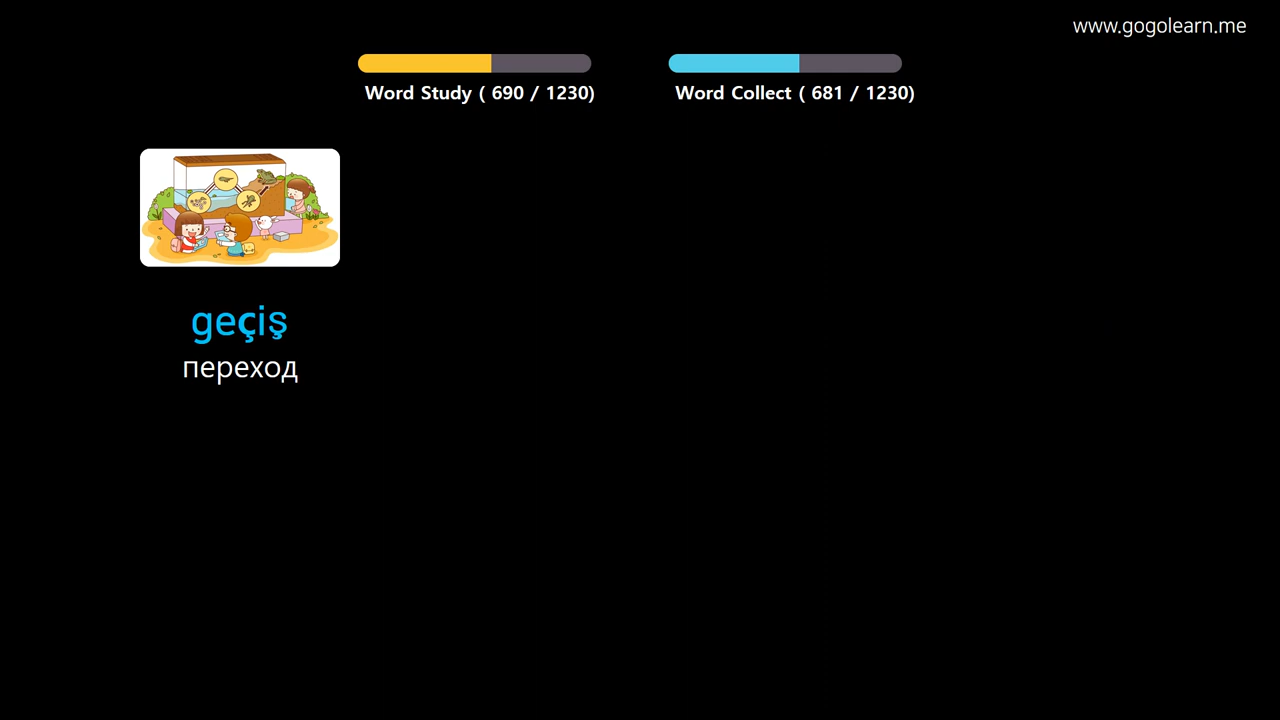 www.gogolearn.me
Word Study ( 690 / 1230)
Word Collect ( 681 / 1230)
geçiş
переход